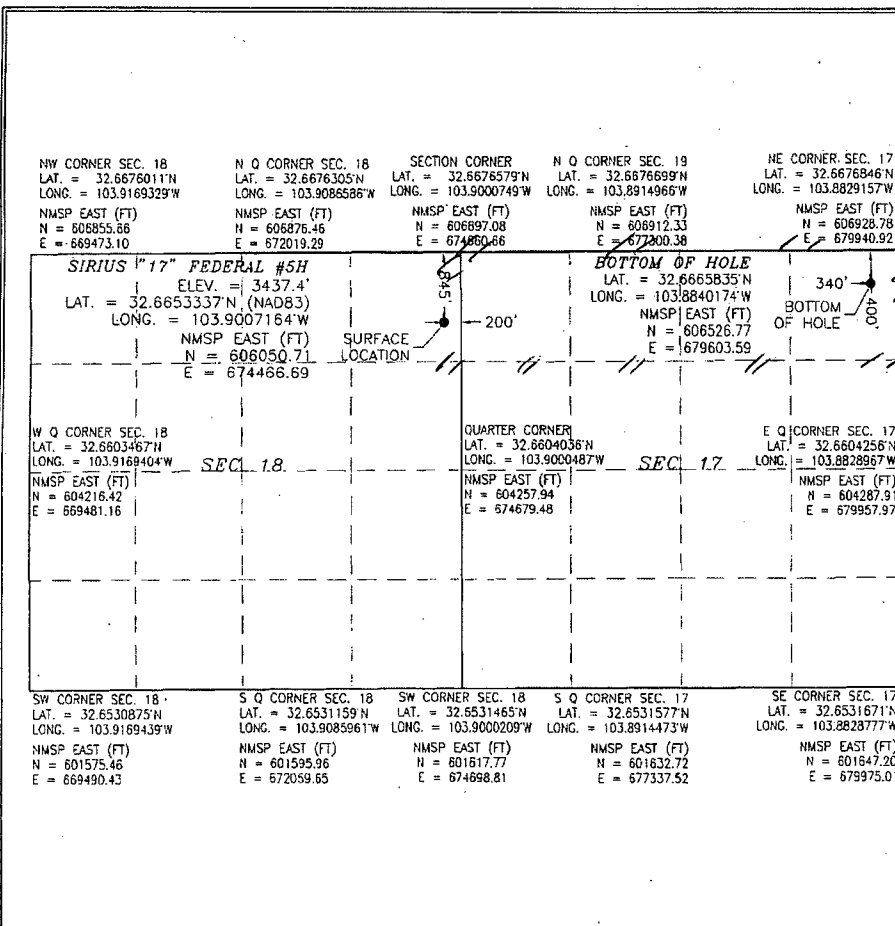 NW CORNER SEC. 18
LAT. = 32.6676011'N
LONG. = 103.9169329'W
NMSP EAST (FT)
N = 606855.86
E = 669473.10
N Q CORNER SEC. 18
LAT. = 32.6676305'N
LONG. = 103.9086586'W
NMSP EAST (FT)
N = 606876.46
E = 672019.29
SECTION CORNER
LAT. = 32.6676579'N
LONG. = 103.9000749'W
NMSP EAST (FT)
N = 606897.08
E = 674660.66
N Q CORNER SEC. 19
LAT. = 32.6676699'N
LONG. = 103.8914966'W
NMSP EAST (FT)
N = 606912.33
E = 677300.38
NE CORNER SEC. 17
LAT. = 32.6676846'N
LONG. = 103.8829157'W
NMSP EAST (FT)
N = 606928.78
E = 679940.92
SIRIUS "17" FEDERAL #5H
ELEV. = 3437.4'
LAT. = 32.6653337'N (NAD83)
LONG. = 103.9007164'W
NMSP EAST (FT)
N = 606050.71
E = 674466.69
SURFACE
LOCATION
845'
200'
BOTTOM OF HOLE
LAT. = 32.6665835'N
LONG. = 103.8840174'W
NMSP EAST (FT)
N = 606526.77
E = 679603.59
340'
BOTTOM
OF HOLE
400'
W Q CORNER SEC. 18
LAT. = 32.6603467'N
LONG. = 103.9169404'W
NMSP EAST (FT)
N = 604216.42
E = 669481.16
SEC. 18
QUARTER CORNER
LAT. = 32.6604036'N
LONG. = 103.9000487'W
NMSP EAST (FT)
N = 604257.94
E = 674679.48
SEC. 17
E Q CORNER SEC. 17
LAT. = 32.6604256'N
LONG. = 103.8828967'W
NMSP EAST (FT)
N = 604287.91
E = 679957.97
SW CORNER SEC. 18
LAT. = 32.6530875'N
LONG. = 103.9169439'W
NMSP EAST (FT)
N = 601575.46
E = 669490.43
S Q CORNER SEC. 18
LAT. = 32.6531159'N
LONG. = 103.9085961'W
NMSP EAST (FT)
N = 601595.96
E = 672059.65
SW CORNER SEC. 18
LAT. = 32.6531465'N
LONG. = 103.9000209'W
NMSP EAST (FT)
N = 601617.77
E = 674698.81
S Q CORNER SEC. 17
LAT. = 32.6531577'N
LONG. = 103.8914473'W
NMSP EAST (FT)
N = 601632.72
E = 677337.52
SE CORNER SEC. 17
LAT. = 32.6531671'N
LONG. = 103.8828777'W
NMSP EAST (FT)
N = 601647.20
E = 679975.0